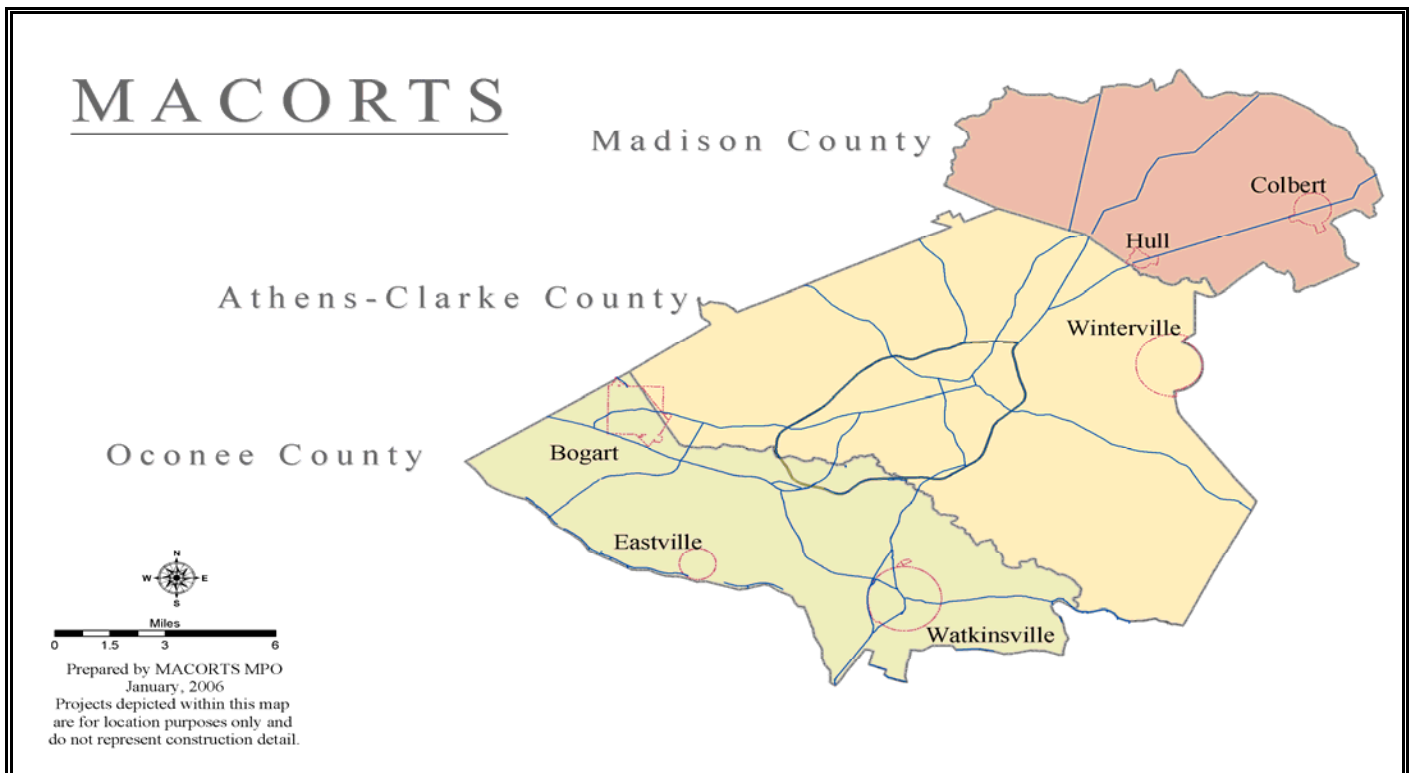 MACORTS
Madison County
Colbert
Hull
Athens-Clarke County
Winterville
Oconee County
Bogart
Eastville
Watkinsville
N
W E
S
Miles
0 1.5 3 6
Prepared by MACORTS MPO
January, 2006
Projects depicted within this map
are for location purposes only and
do not represent construction detail.